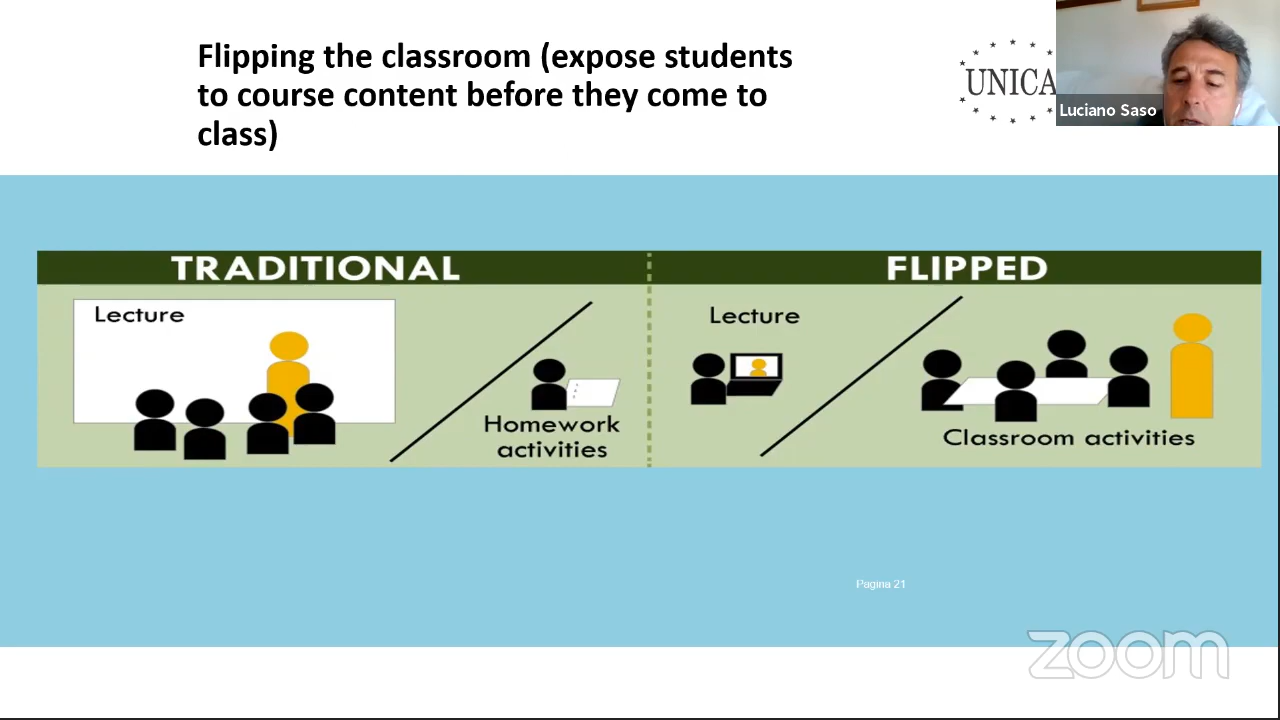 Flipping the classroom (expose students
to course content before they come to
class)
UNICA
Luciano Saso
TRADITIONAL
FLIPPED
Lecture
Homework
activities
Lecture
Classroom activities
Pagina 21
zoom